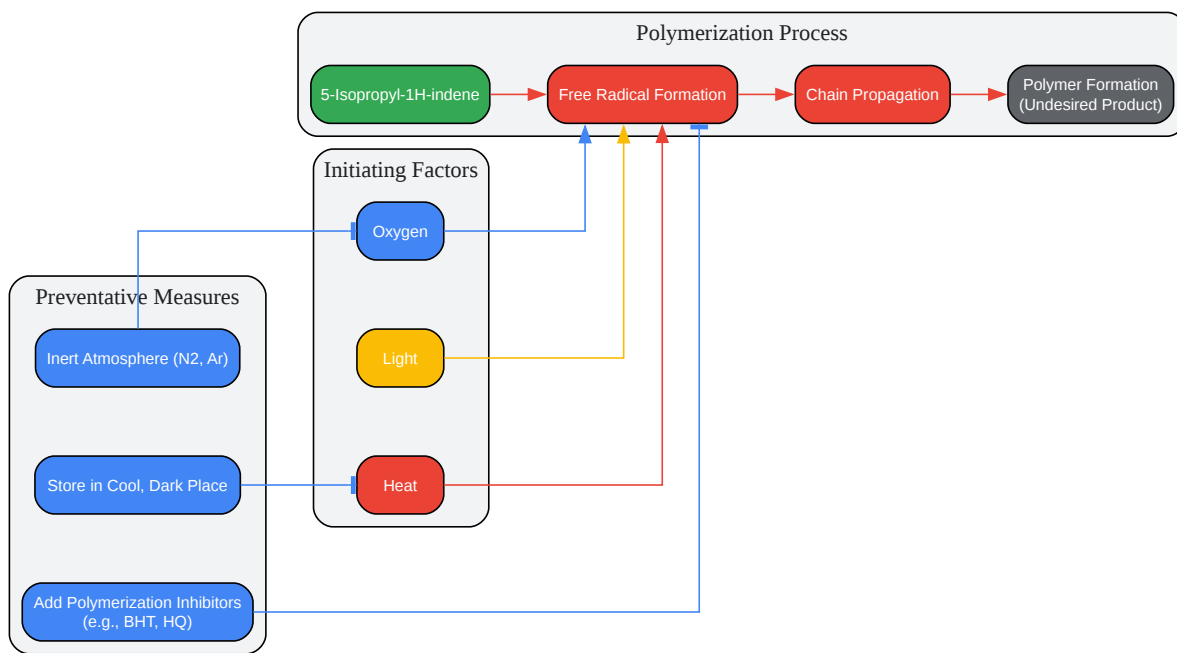 Polymerization Process
5-Isopropyl-1H-indene
Free Radical Formation
Chain Propagation
Polymer Formation
(Undesired Product)
Initiating Factors
Oxygen
Light
Heat
Preventative Measures
Inert Atmosphere (N2, Ar)
Store in Cool, Dark Place
Add Polymerization Inhibitors
(e.g., BHT, HQ)